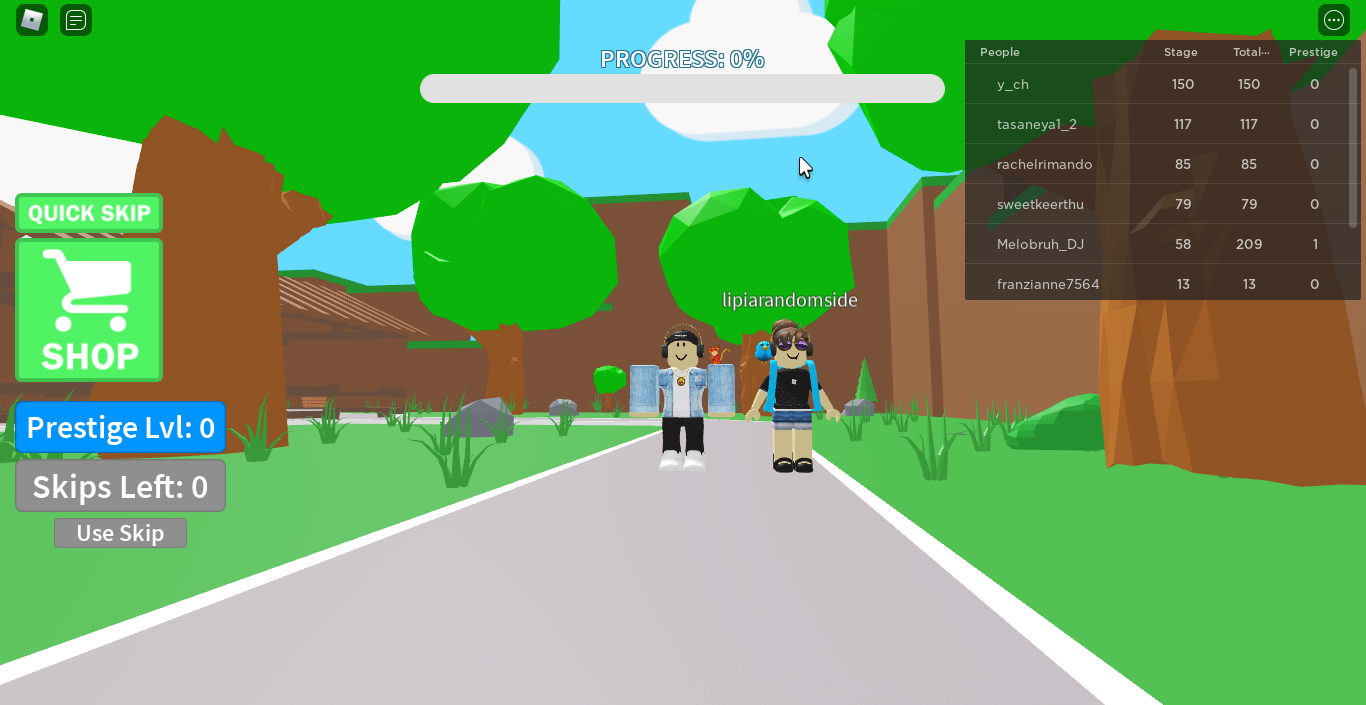 PROGRESS: 0%
People Stage Total··· Prestige
y_ch 150 150 0
tasaneya1_2 117 117 0
rachelrimando 85 85 0
sweetkeerthu 79 79 0
Melobruh_DJ 58 209 1
franzianne7564 13 13 0
QUICK SKIP
SHOP
lipiarandomside
Prestige Lvl: 0
Skips Left: 0
Use Skip